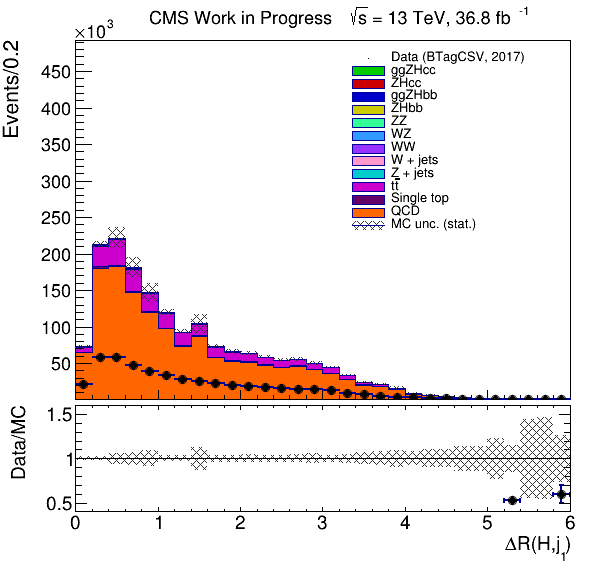 CMS Work in Progress √s = 13 TeV, 36.8 fb⁻¹
×10³
Events/0.2
450
400
350
300
250
200
150
100
50
Data (BTagCSV, 2017)
ggZHcc
ZHcc
ggZHbb
ZHbb
ZZ
WZ
WW
W + jets
Z + jets
tt̅
Single top
QCD
MC unc. (stat.)
Data/MC
1.5
1
0.5
0 1 2 3 4 5 6
ΔR(H,j₁)